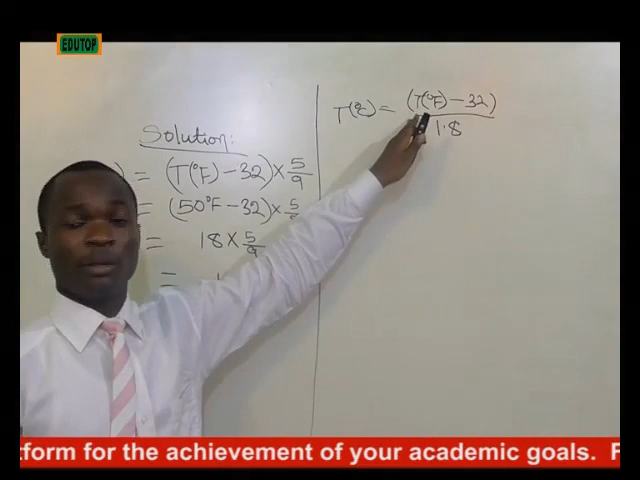 EDUTOP
Solution:
) = (T(°F) - 32) × 5/9
= (50°F - 32) × 5/9
= 18 × 5/9
=
T(°C) = (T(°F) - 32)
1.8
tform for the achievement of your academic goals. F